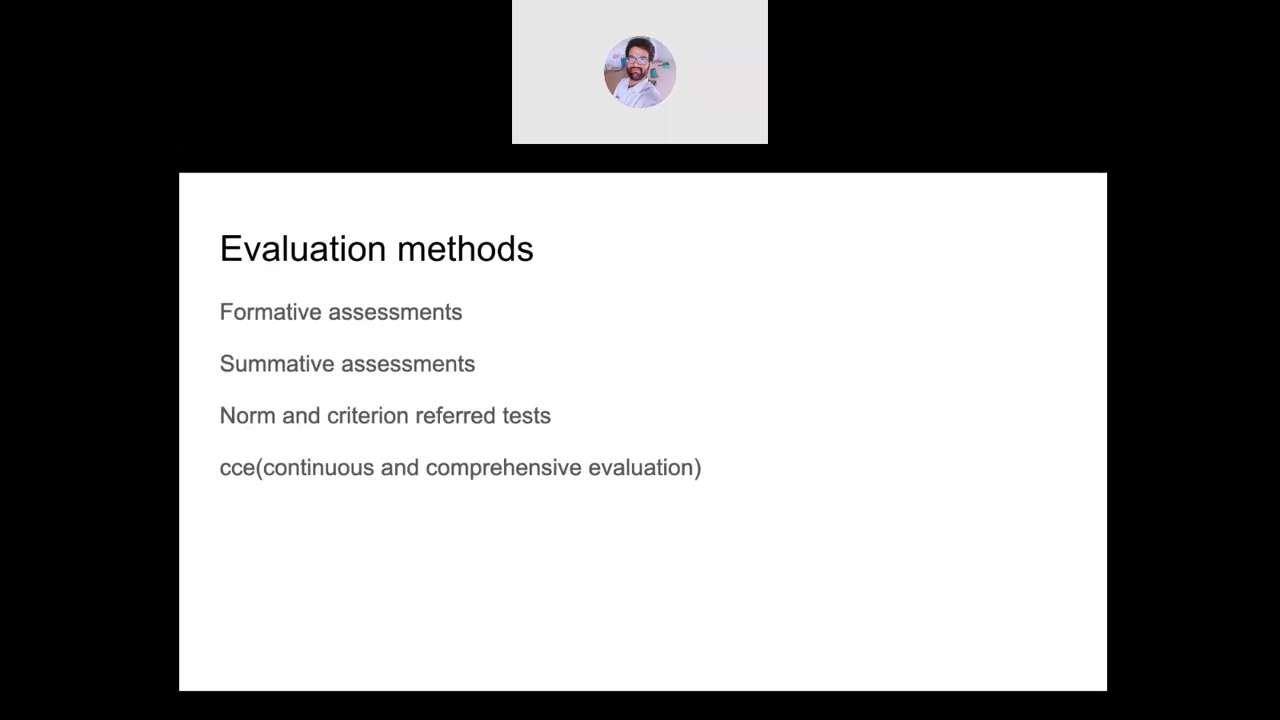 Evaluation methods
Formative assessments
Summative assessments
Norm and criterion referred tests
cce(continuous and comprehensive evaluation)